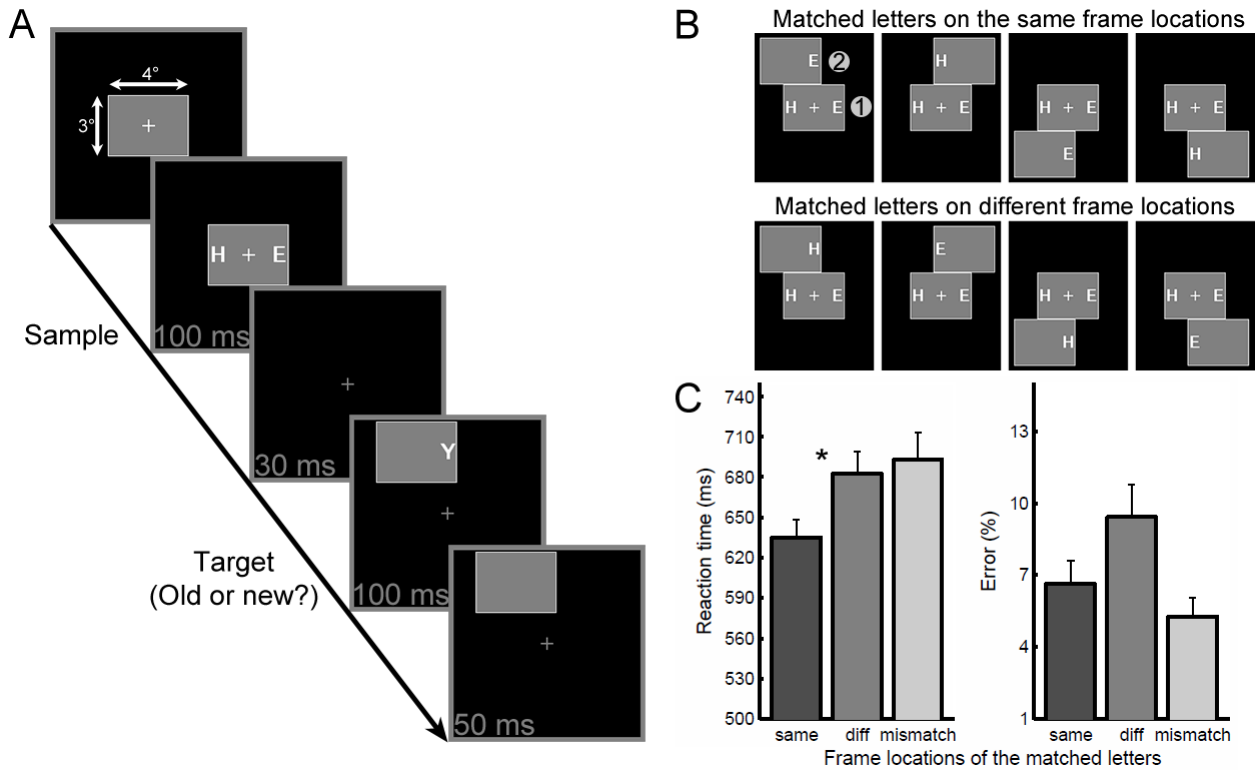 A
4°
3°
+
H + E
100 ms
Sample
+
30 ms
Y
+
100 ms
Target
(Old or new?)
+
50 ms
B
Matched letters on the same frame locations
E 2
H + E 1
H
H + E
H + E
E
H + E
H
Matched letters on different frame locations
H
H + E
E
H + E
H + E
H
H + E
E
C
Reaction time (ms)
740
710
680
650
620
590
560
530
500
*
same diff mismatch
Error (%)
13
10
7
4
1
same diff mismatch
Frame locations of the matched letters